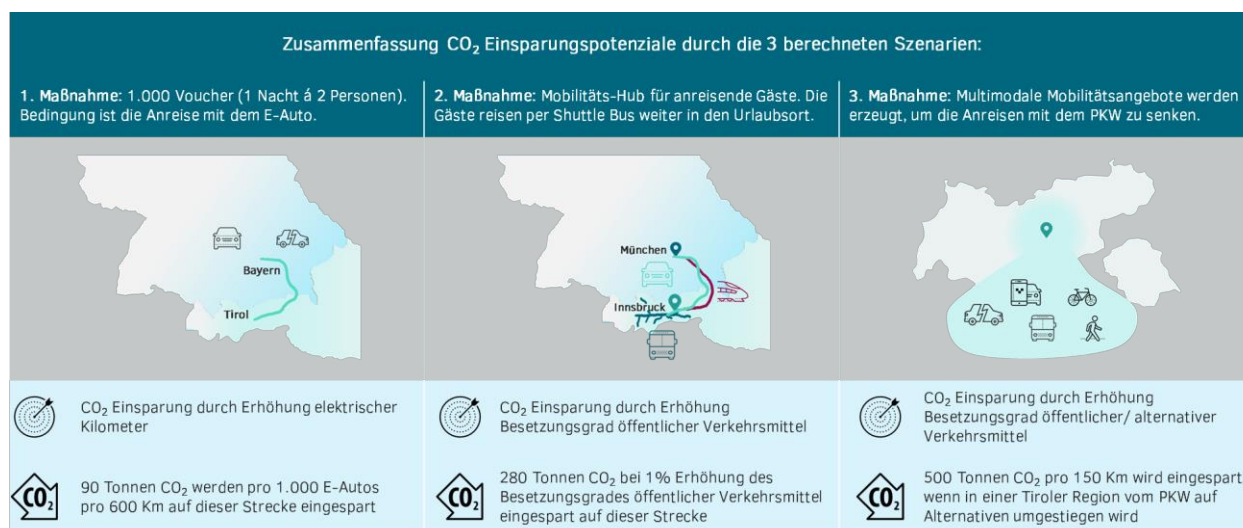 Zusammenfassung CO₂ Einsparungspotenziale durch die 3 berechneten Szenarien:
1. Maßnahme: 1.000 Voucher (1 Nacht á 2 Personen).
Bedingung ist die Anreise mit dem E-Auto.
2. Maßnahme: Mobilitäts-Hub für anreisende Gäste. Die
Gäste reisen per Shuttle Bus weiter in den Urlaubsort.
3. Maßnahme: Multimodale Mobilitätsangebote werden
erzeugt, um die Anreisen mit dem PKW zu senken.
Bayern
Tirol
München
Innsbruck
CO₂ Einsparung durch Erhöhung elektrischer
Kilometer
CO₂ Einsparung durch Erhöhung
Besetzungsgrad öffentlicher Verkehrsmittel
CO₂ Einsparung durch Erhöhung
Besetzungsgrad öffentlicher/ alternativer
Verkehrsmittel
CO₂
90 Tonnen CO₂ werden pro 1.000 E-Autos
pro 600 Km auf dieser Strecke eingespart
CO₂
280 Tonnen CO₂ bei 1% Erhöhung des
Besetzungsgrades öffentlicher Verkehrsmittel
eingespart auf dieser Strecke
CO₂
500 Tonnen CO₂ pro 150 Km wird eingespart
wenn in einer Tiroler Region vom PKW auf
Alternativen umgestiegen wird